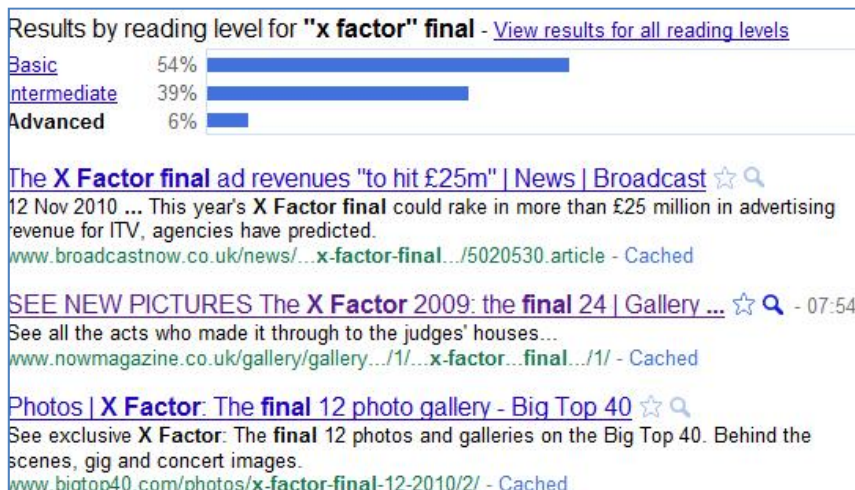 Results by reading level for "x factor" final - View results for all reading levels
Basic 54%
ntermediate 39%
Advanced 6%
The X Factor final ad revenues "to hit £25m" | News | Broadcast
12 Nov 2010 ... This year's X Factor final could rake in more than £25 million in advertising
revenue for ITV, agencies have predicted.
www.broadcastnow.co.uk/news/...x-factor-final.../5020530.article - Cached
SEE NEW PICTURES The X Factor 2009: the final 24 | Gallery ... - 07:54
See all the acts who made it through to the judges' houses...
www.nowmagazine.co.uk/gallery/gallery.../1/...x-factor...final.../1/ - Cached
Photos | X Factor: The final 12 photo gallery - Big Top 40
See exclusive X Factor: The final 12 photos and galleries on the Big Top 40. Behind the
scenes, gig and concert images.
www.bigtop40.com/photos/x-factor-final-12-2010/2/ - Cached